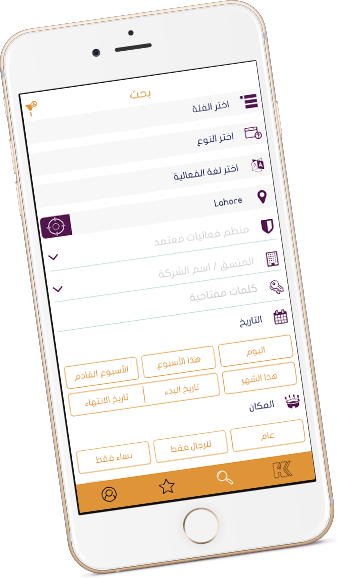 بحث
اختر الفئة
اختر النوع
اختر لغة الفعالية
Lahore
منظم فعاليات معتمد
المنسق / اسم الشركة
كلمات مفتاحية
التاريخ
اليوم هذا الأسبوع الأسبوع القادم
هذا الشهر تاريخ البدء تاريخ الانتهاء
المكان
عام للرجال فقط نساء فقط